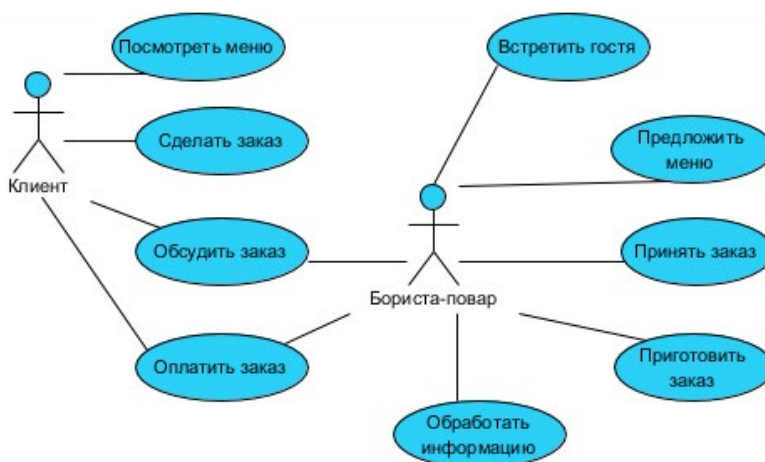 Посмотреть меню
Встретить гостя
Сделать заказ
Предложить
меню
Клиент
Обсудить заказ
Принять заказ
Бориста-повар
Оплатить заказ
Приготовить
заказ
Обработать
информацию